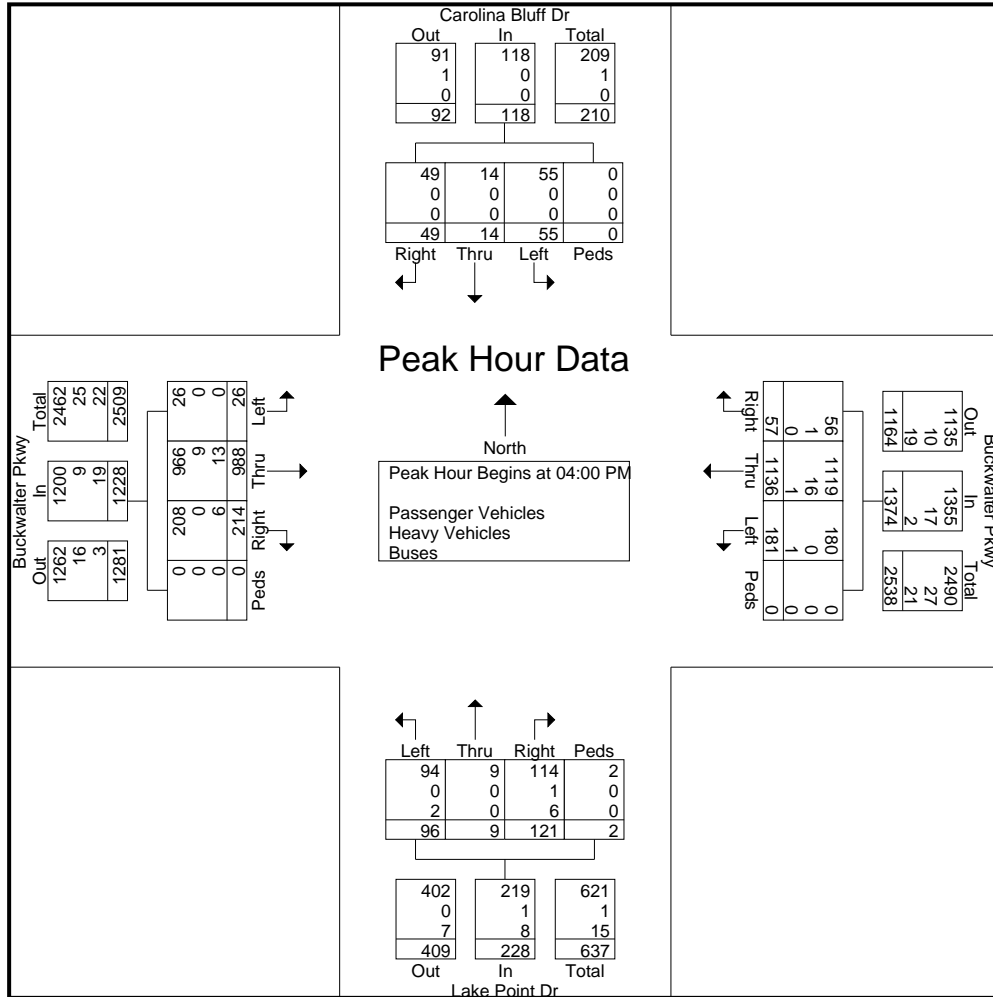 Carolina Bluff Dr
Out In Total
91 118 209
1 0 1
0 0 0
92 118 210
49 14 55 0
0 0 0 0
0 0 0 0
49 14 55 0
Right Thru Left Peds
Peak Hour Data
North
Peak Hour Begins at 04:00 PM
Passenger Vehicles
Heavy Vehicles
Buses
Buckwalter Pkwy
Out In Total
1262 1200 2462
16 9 25
3 19 22
1281 1228 2509
Peds Right Thru Left
0 208 966 26
0 0 9 0
0 6 13 0
0 214 988 26
Buckwalter Pkwy
Out In Total
1135 1355 2490
10 17 27
19 2 21
1164 1374 2538
56 1119 180 0
1 16 0 0
0 1 1 0
57 1136 181 0
Right Thru Left Peds
Left Thru Right Peds
94 9 114 2
0 0 1 0
2 0 6 0
96 9 121 2
402 219 621
0 1 1
7 8 15
409 228 637
Out In Total
Lake Point Dr